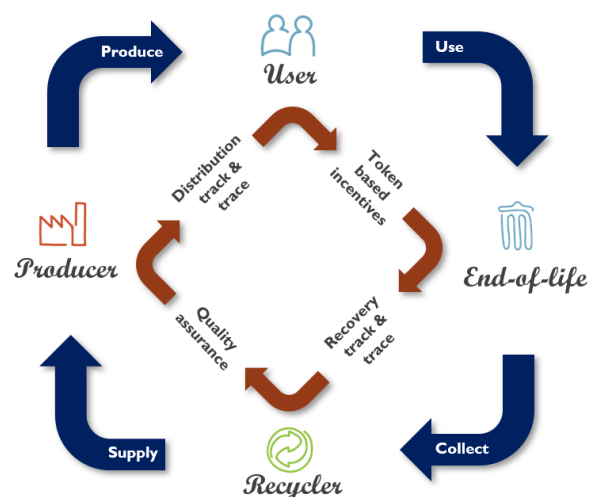 Produce
User
Use
Distribution
track &
trace
Token
based
incentives
Producer
End-of-life
Quality
assurance
Recovery
track &
trace
Supply
Recycler
Collect